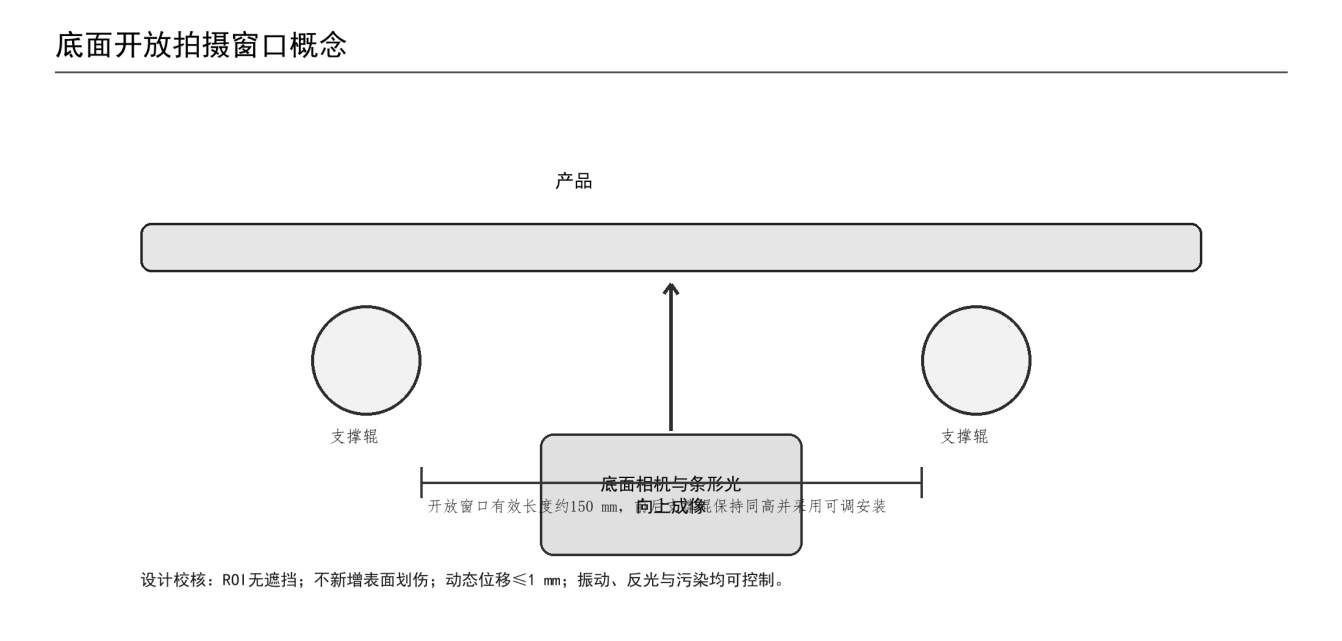 底面开放拍摄窗口概念
产品
支撑辊
支撑辊
底面相机与条形光
向上成像
开放窗口有效长度约150 mm，前后支撑辊保持同高并采用可调安装
设计校核：ROI无遮挡；不新增表面划伤；动态位移≤1 mm；振动、反光与污染均可控制。